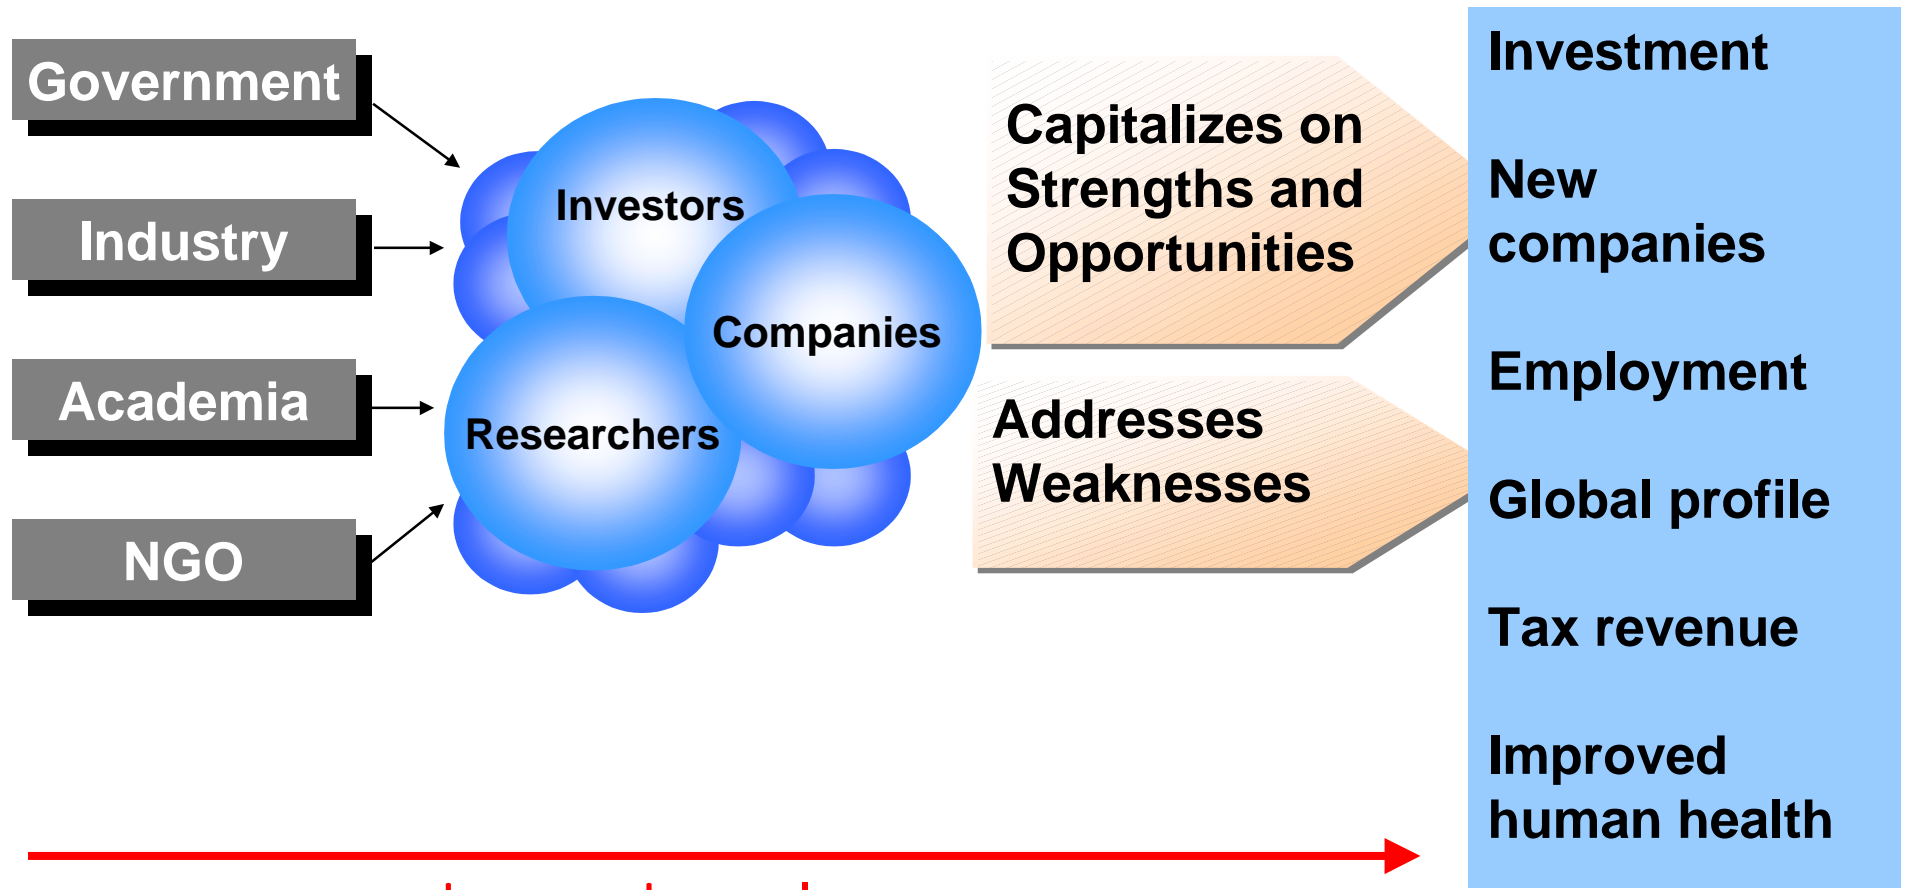 Government
Industry
Academia
NGO
Investors
Companies
Researchers
Capitalizes on
Strengths and
Opportunities
Addresses
Weaknesses
Investment
New
companies
Employment
Global profile
Tax revenue
Improved
human health